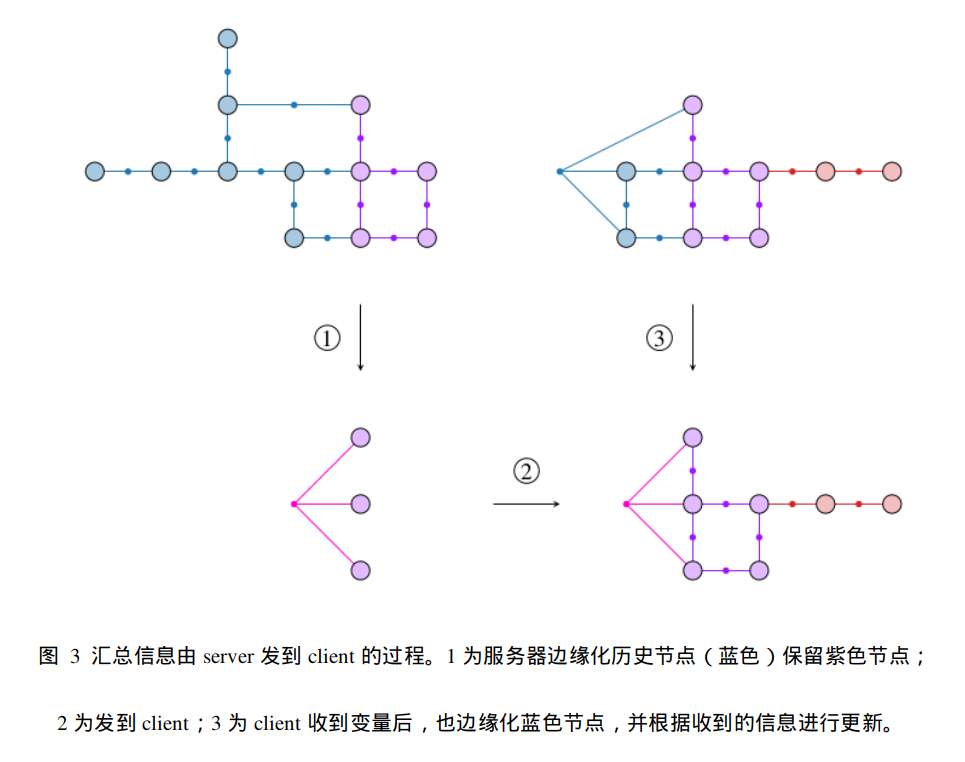 ①
③
②
图 3 汇总信息由 server 发到 client 的过程。1 为服务器边缘化历史节点（蓝色）保留紫色节点；
2 为发到 client；3 为 client 收到变量后，也边缘化蓝色节点，并根据收到的信息进行更新。